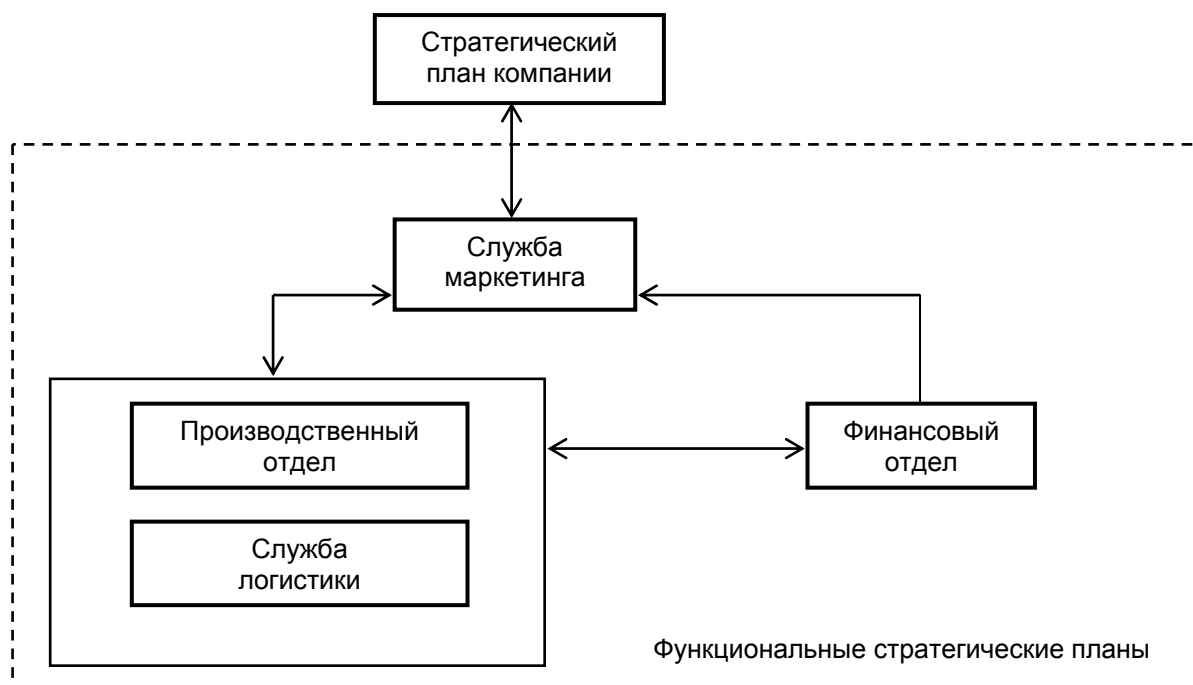 Стратегический
план компании
Служба
маркетинга
Производственный
отдел
Финансовый
отдел
Служба
логистики
Функциональные стратегические планы